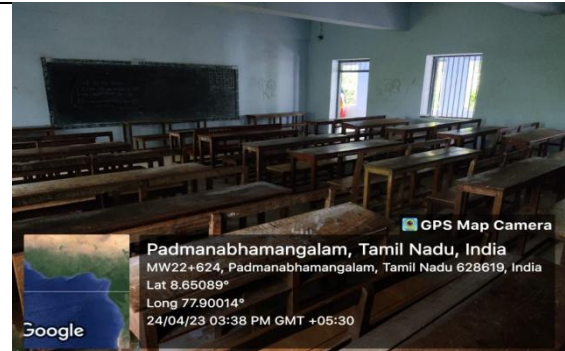 GPS Map Camera
Padmanabhamangalam, Tamil Nadu, India
MW22+624, Padmanabhamangalam, Tamil Nadu 628619, India
Lat 8.65089°
Long 77.90014°
24/04/23 03:38 PM GMT +05:30
Google